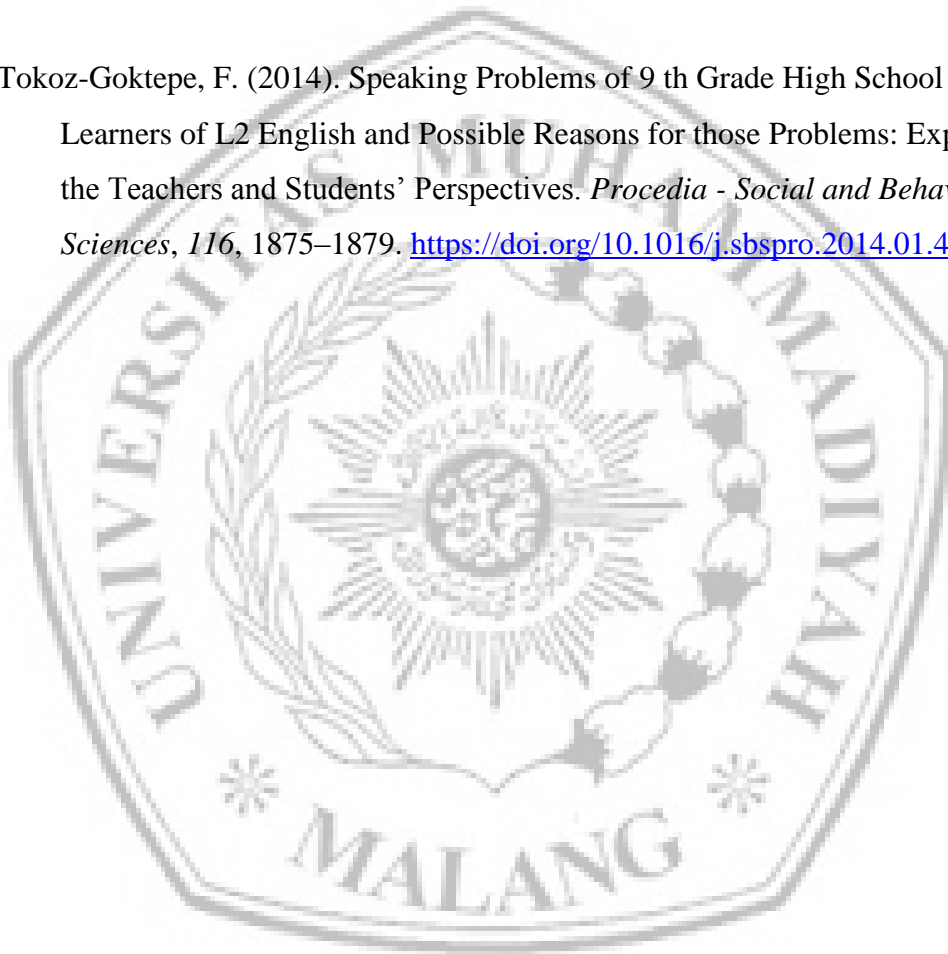 Tokoz-Goktepe, F. (2014). Speaking Problems of 9 th Grade High School
Learners of L2 English and Possible Reasons for those Problems: Exp
the Teachers and Students’ Perspectives. Procedia - Social and Behav
Sciences, 116, 1875–1879. https://doi.org/10.1016/j.sbspro.2014.01.4
UNIVERSITAS MUHAMMADIYAH
MALANG